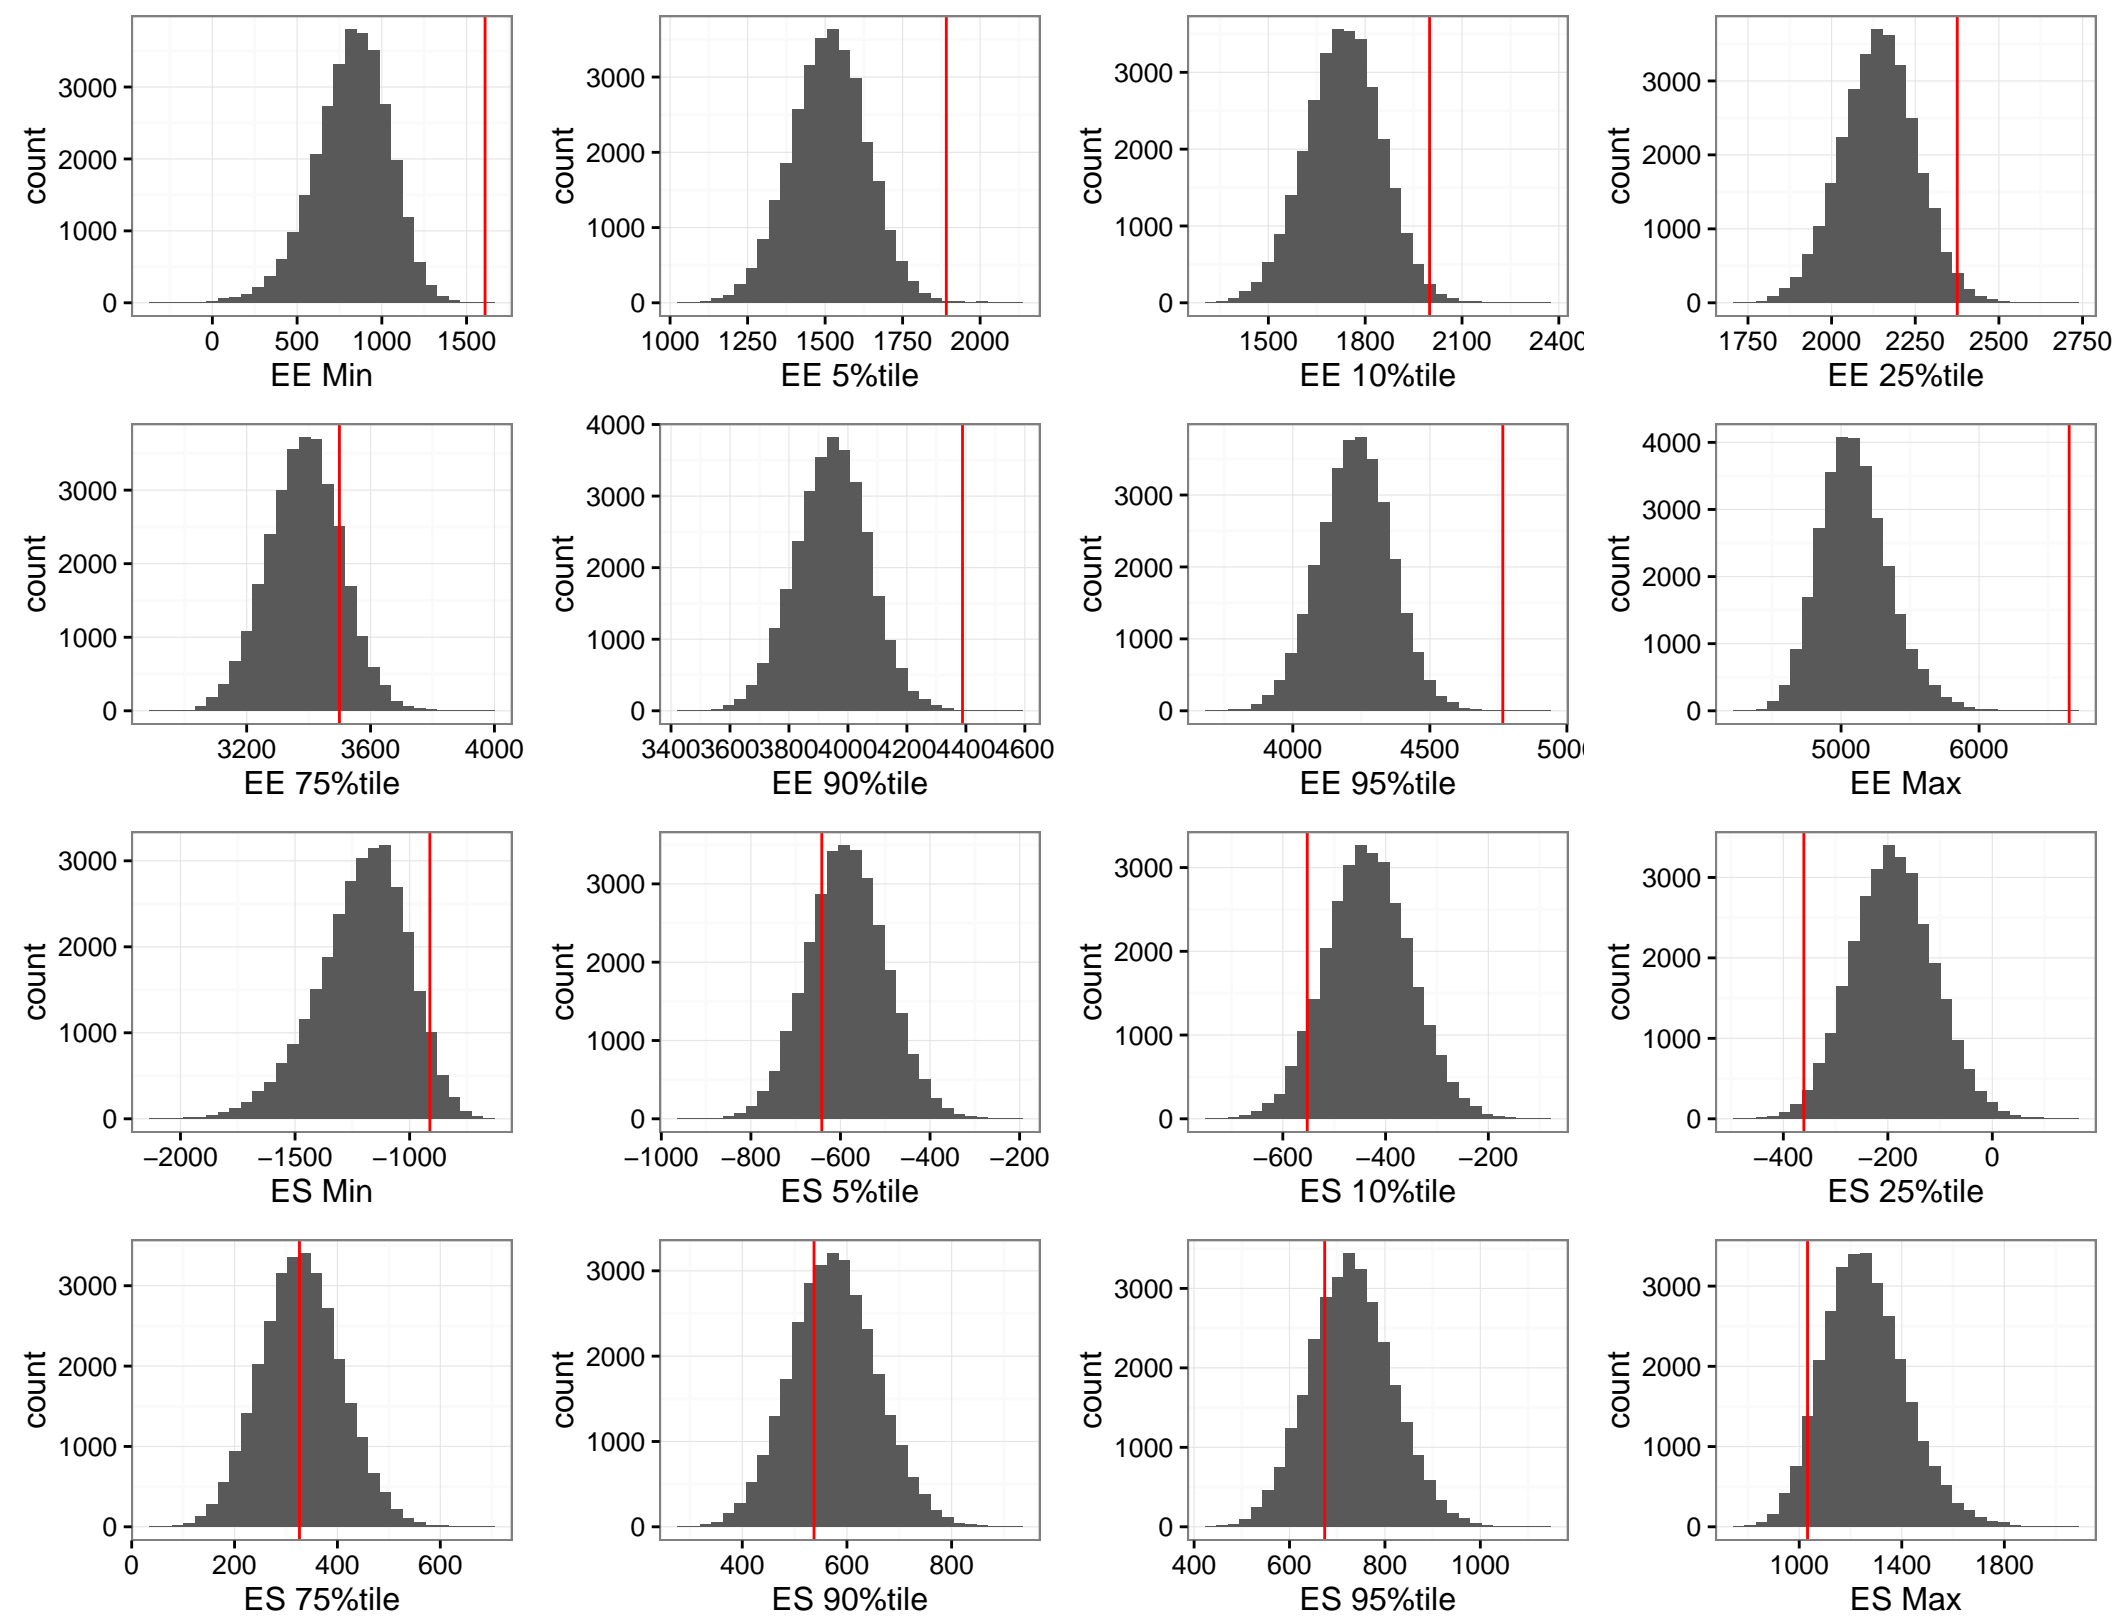 count
3000
2000
1000
0
0 500 1000 1500
EE Min
count
3000
2000
1000
0
1000 1250 1500 1750 2000
EE 5%tile
count
3000
2000
1000
0
1500 1800 2100 2400
EE 10%tile
count
3000
2000
1000
0
1750 2000 2250 2500 2750
EE 25%tile
count
3000
2000
1000
0
3200 3600 4000
EE 75%tile
count
4000
3000
2000
1000
0
3400 3600 3800 4000 4200 4400 4600
EE 90%tile
count
3000
2000
1000
0
4000 4500 5000
EE 95%tile
count
4000
3000
2000
1000
0
5000 6000
EE Max
count
3000
2000
1000
0
−2000 −1500 −1000
ES Min
count
3000
2000
1000
0
−1000 −800 −600 −400 −200
ES 5%tile
count
3000
2000
1000
0
−600 −400 −200
ES 10%tile
count
3000
2000
1000
0
−400 −200 0
ES 25%tile
count
3000
2000
1000
0
0 200 400 600
ES 75%tile
count
3000
2000
1000
0
400 600 800
ES 90%tile
count
3000
2000
1000
0
400 600 800 1000
ES 95%tile
count
3000
2000
1000
0
1000 1400 1800
ES Max